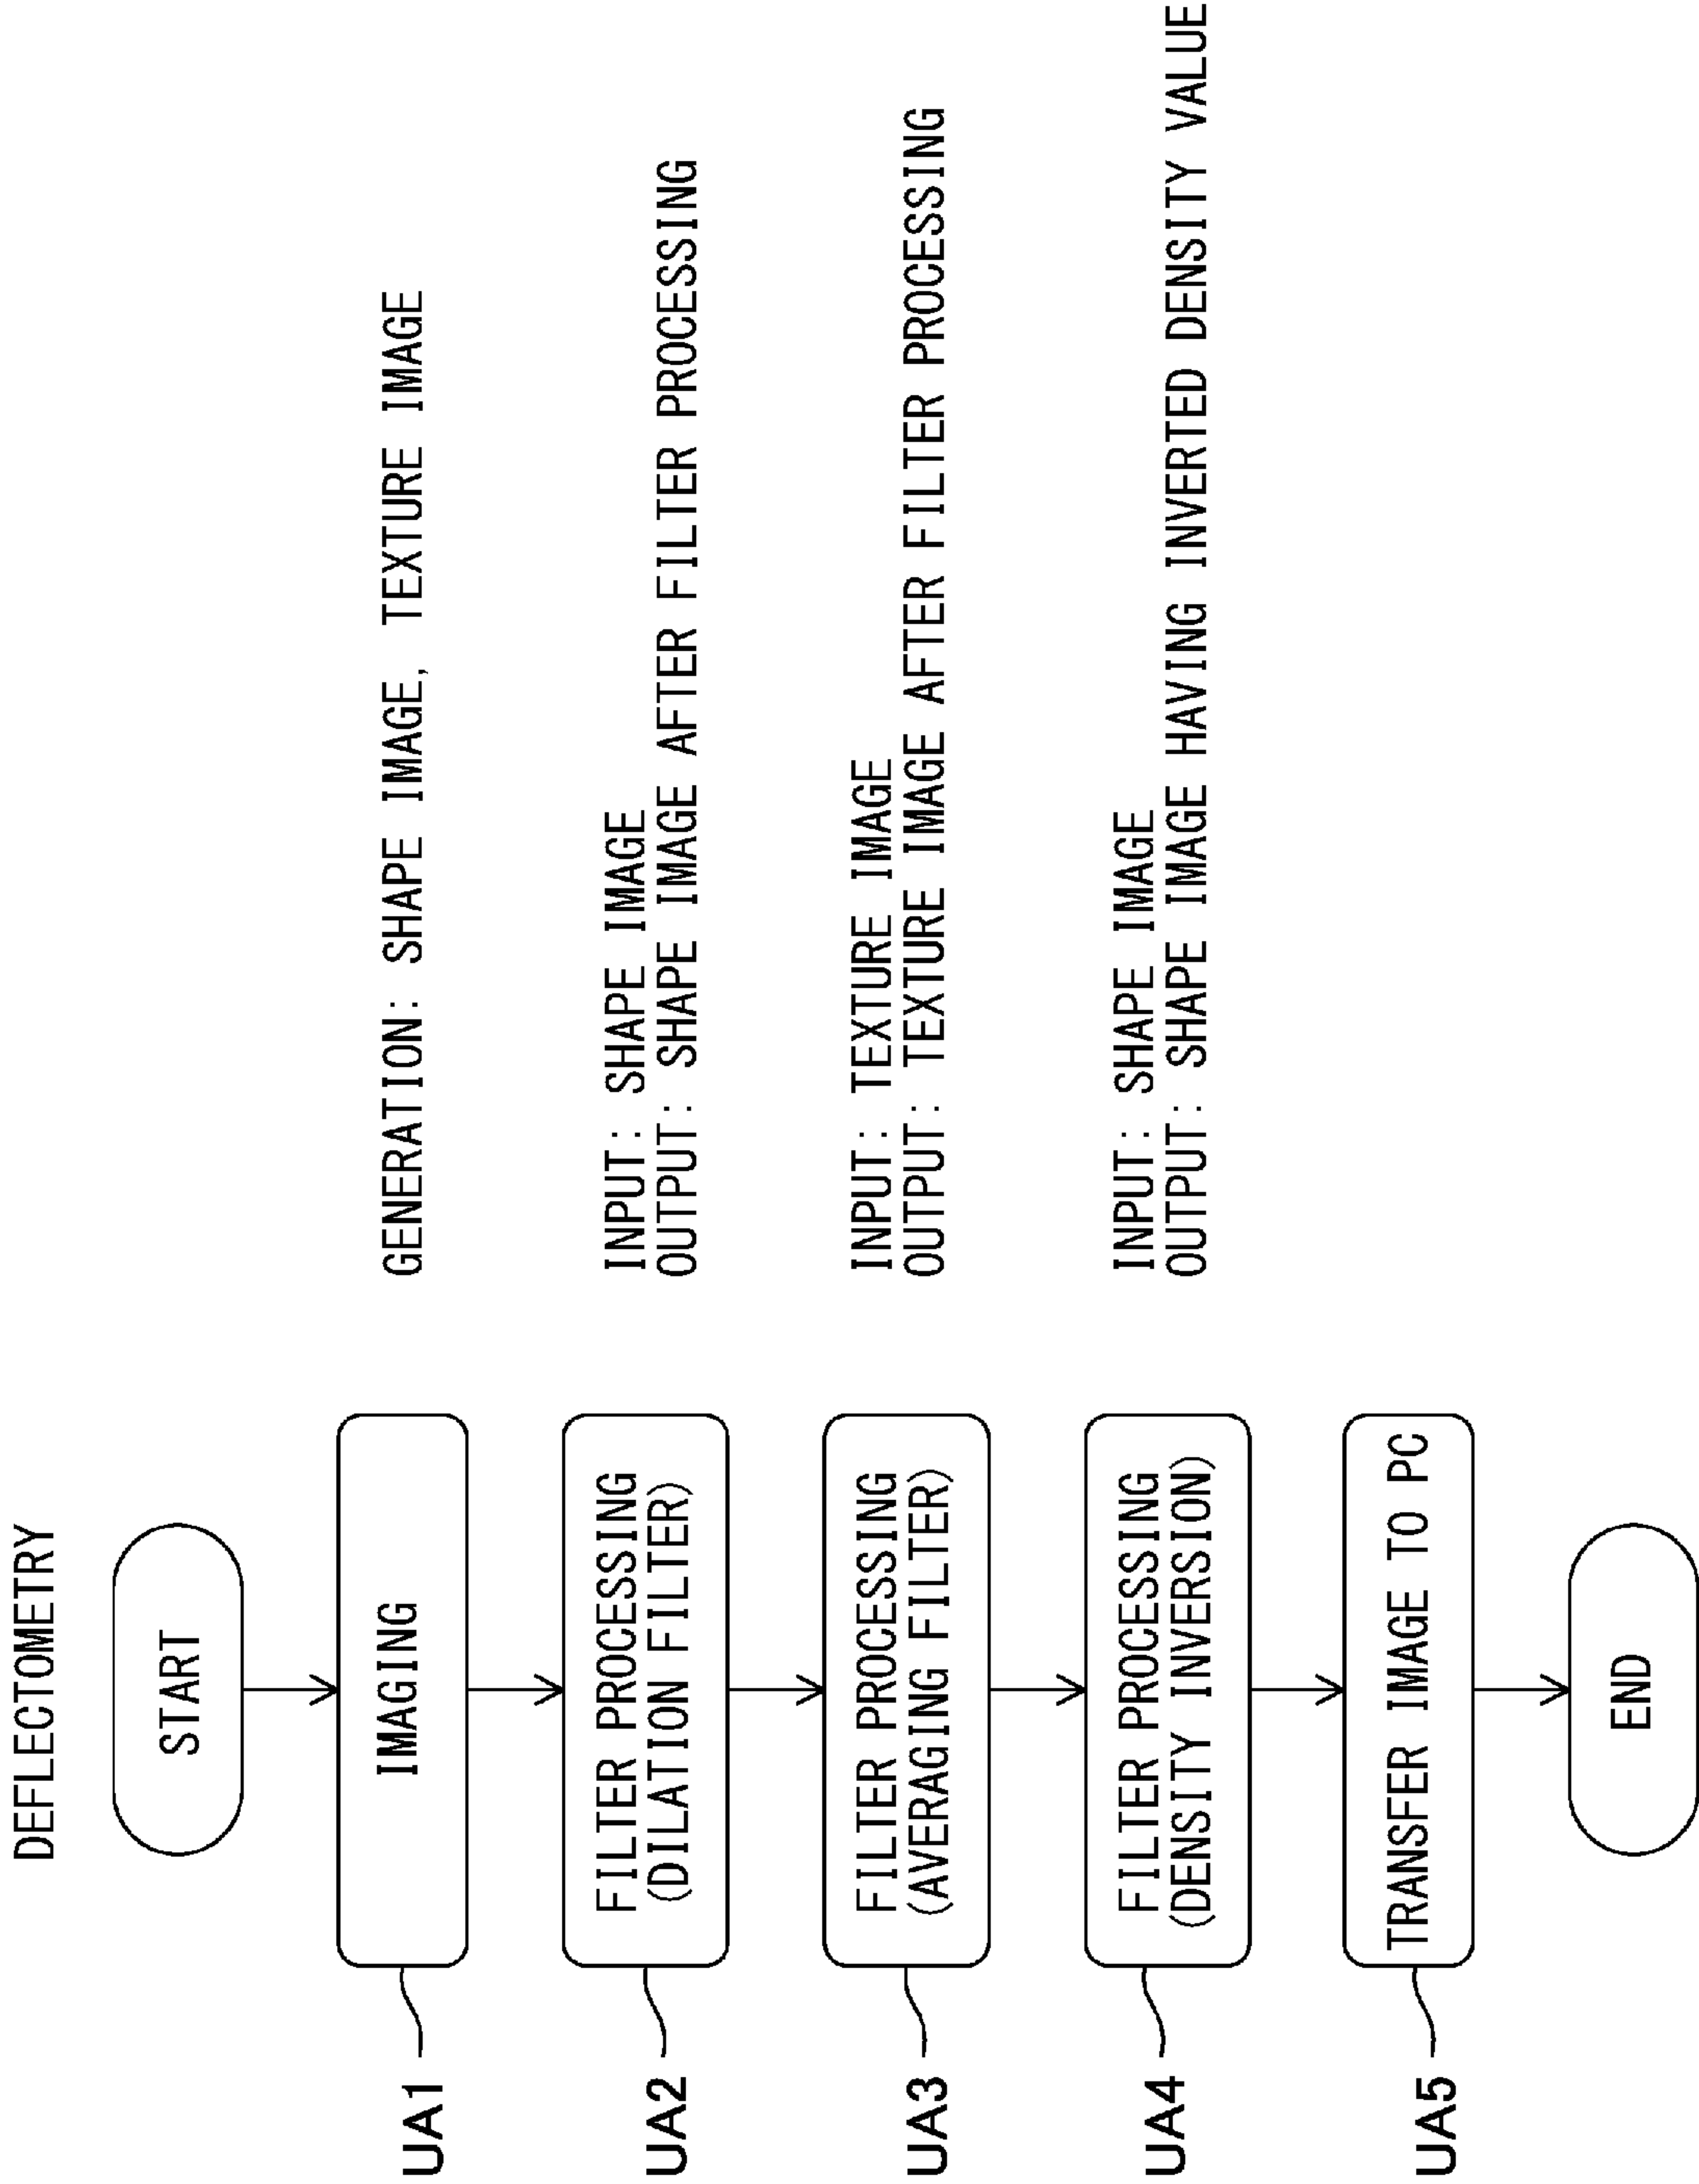 DEFLECTOMETRY
START
UA1
IMAGING
GENERATION: SHAPE IMAGE, TEXTURE IMAGE
UA2
FILTER PROCESSING
(DILATION FILTER)
INPUT: SHAPE IMAGE
OUTPUT: SHAPE IMAGE AFTER FILTER PROCESSING
UA3
FILTER PROCESSING
(AVERAGING FILTER)
INPUT: TEXTURE IMAGE
OUTPUT: TEXTURE IMAGE AFTER FILTER PROCESSING
UA4
FILTER PROCESSING
(DENSITY INVERSION)
INPUT: SHAPE IMAGE
OUTPUT: SHAPE IMAGE HAVING INVERTED DENSITY VALUE
UA5
TRANSFER IMAGE TO PC
END